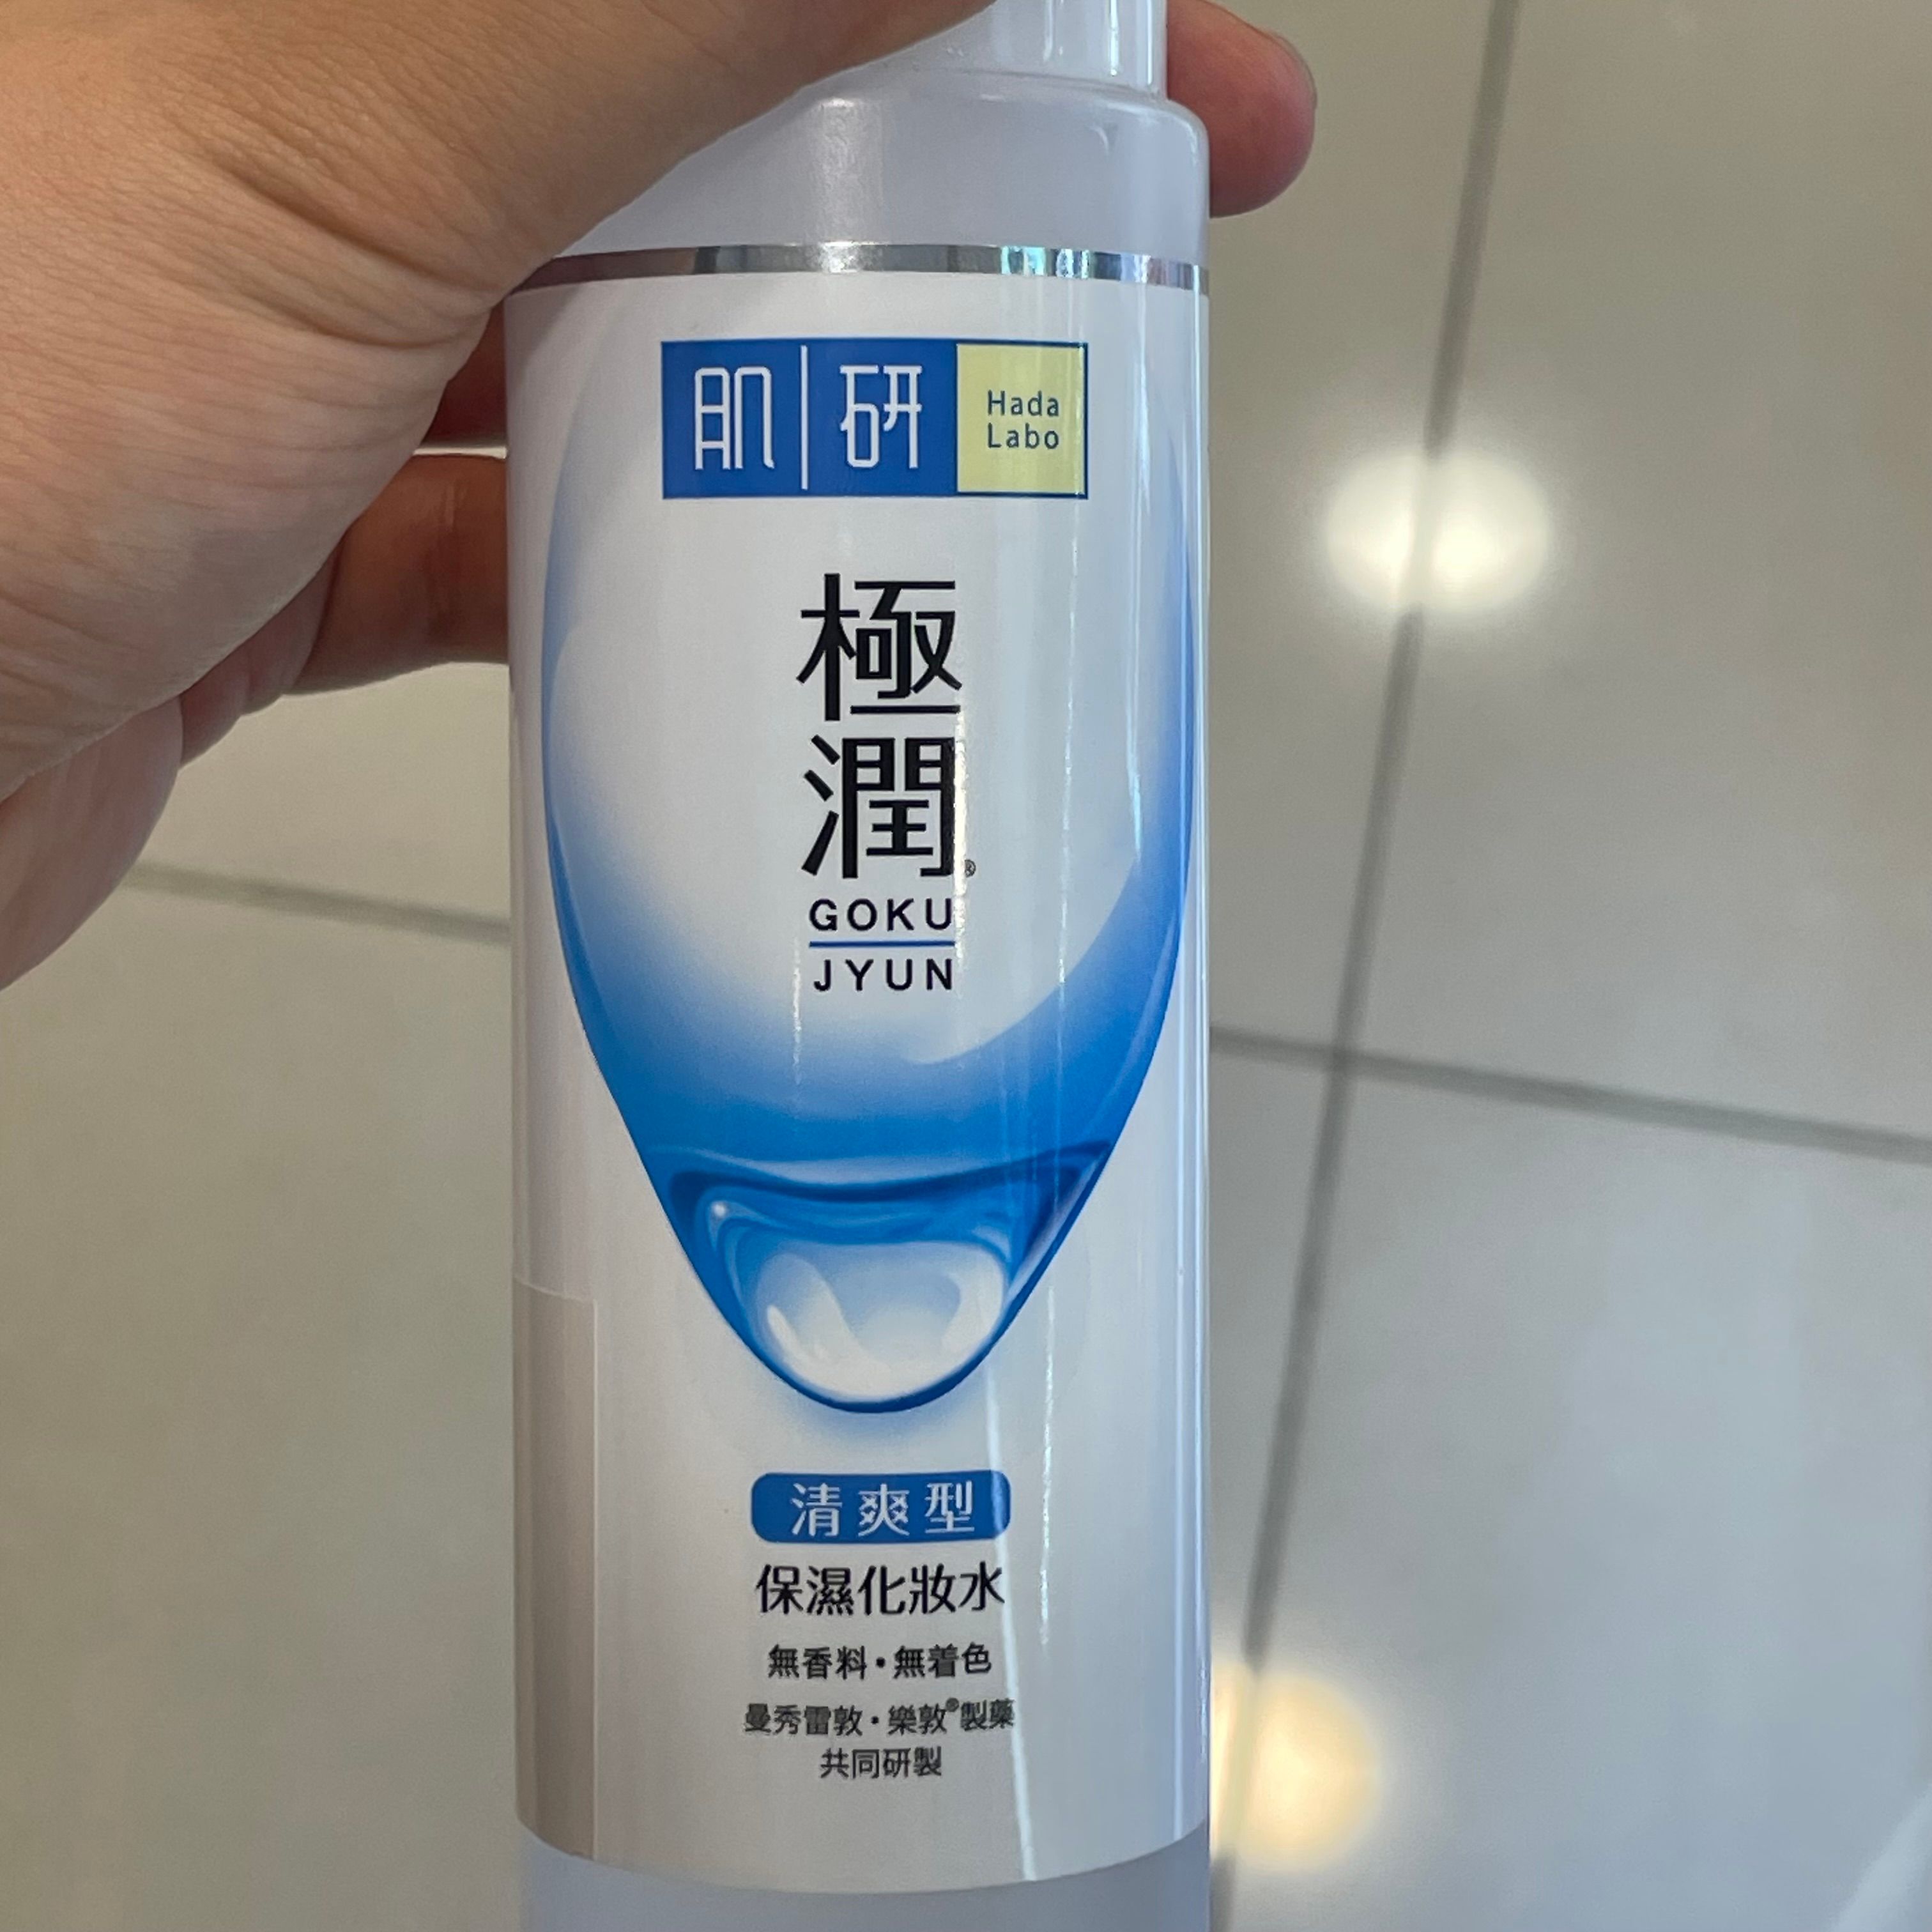 肌研 Hada Labo
極潤®
GOKU
JYUN
清爽型
保濕化妝水
無香料・無着色
曼秀雷敦・樂敦®製藥
共同研製